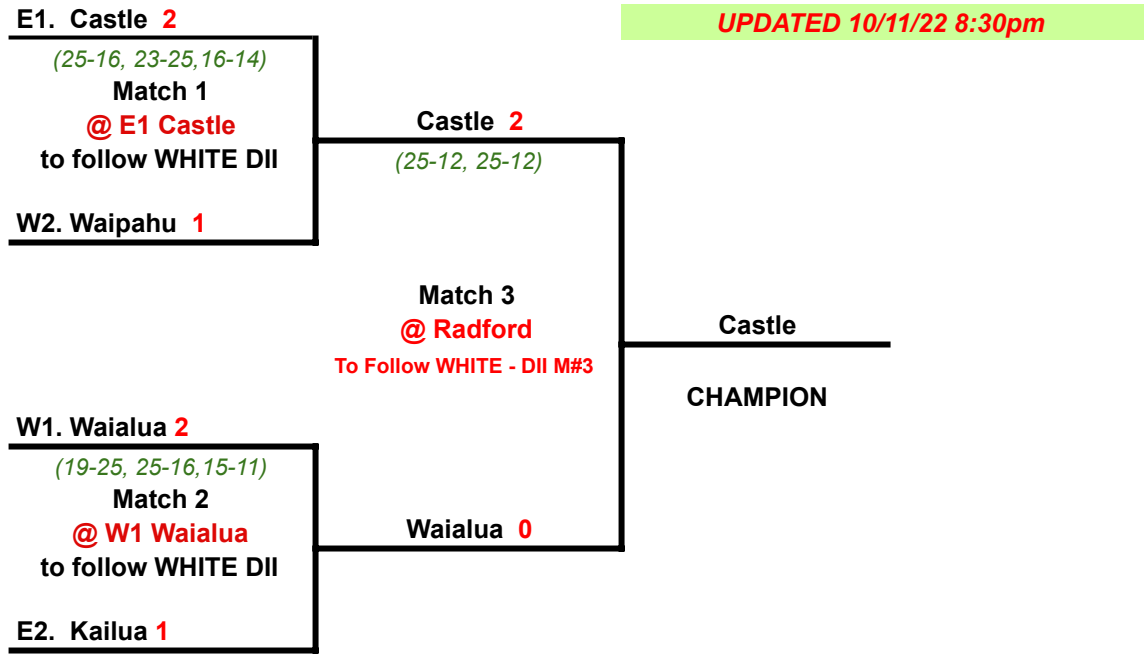 E1. Castle 2
UPDATED 10/11/22 8:30pm
(25-16, 23-25,16-14)
Match 1
@ E1 Castle
to follow WHITE DII
Castle 2
(25-12, 25-12)
W2. Waipahu 1
Match 3
@ Radford
To Follow WHITE - DII M#3
Castle
CHAMPION
W1. Waialua 2
(19-25, 25-16,15-11)
Match 2
@ W1 Waialua
to follow WHITE DII
Waialua 0
E2. Kailua 1